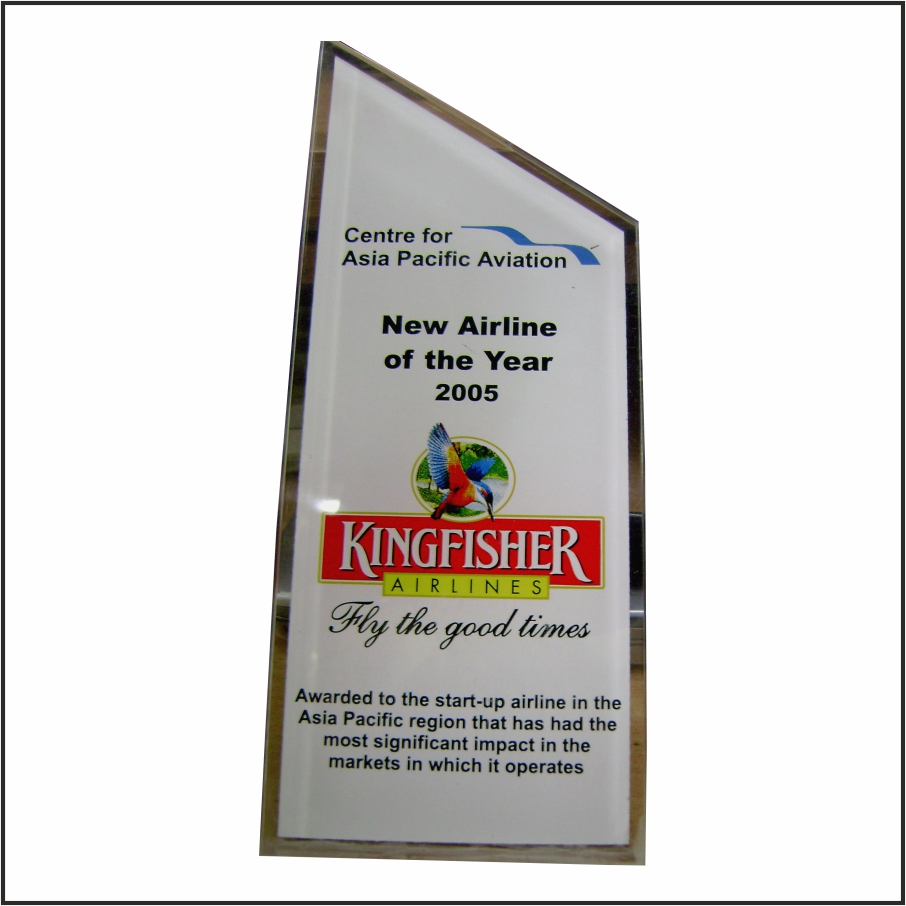 Centre for
Asia Pacific Aviation
New Airline
of the Year
2005
KINGFISHER
AIRLINES
Fly the good times
Awarded to the start-up airline in the
Asia Pacific region that has had the
most significant impact in the
markets in which it operates